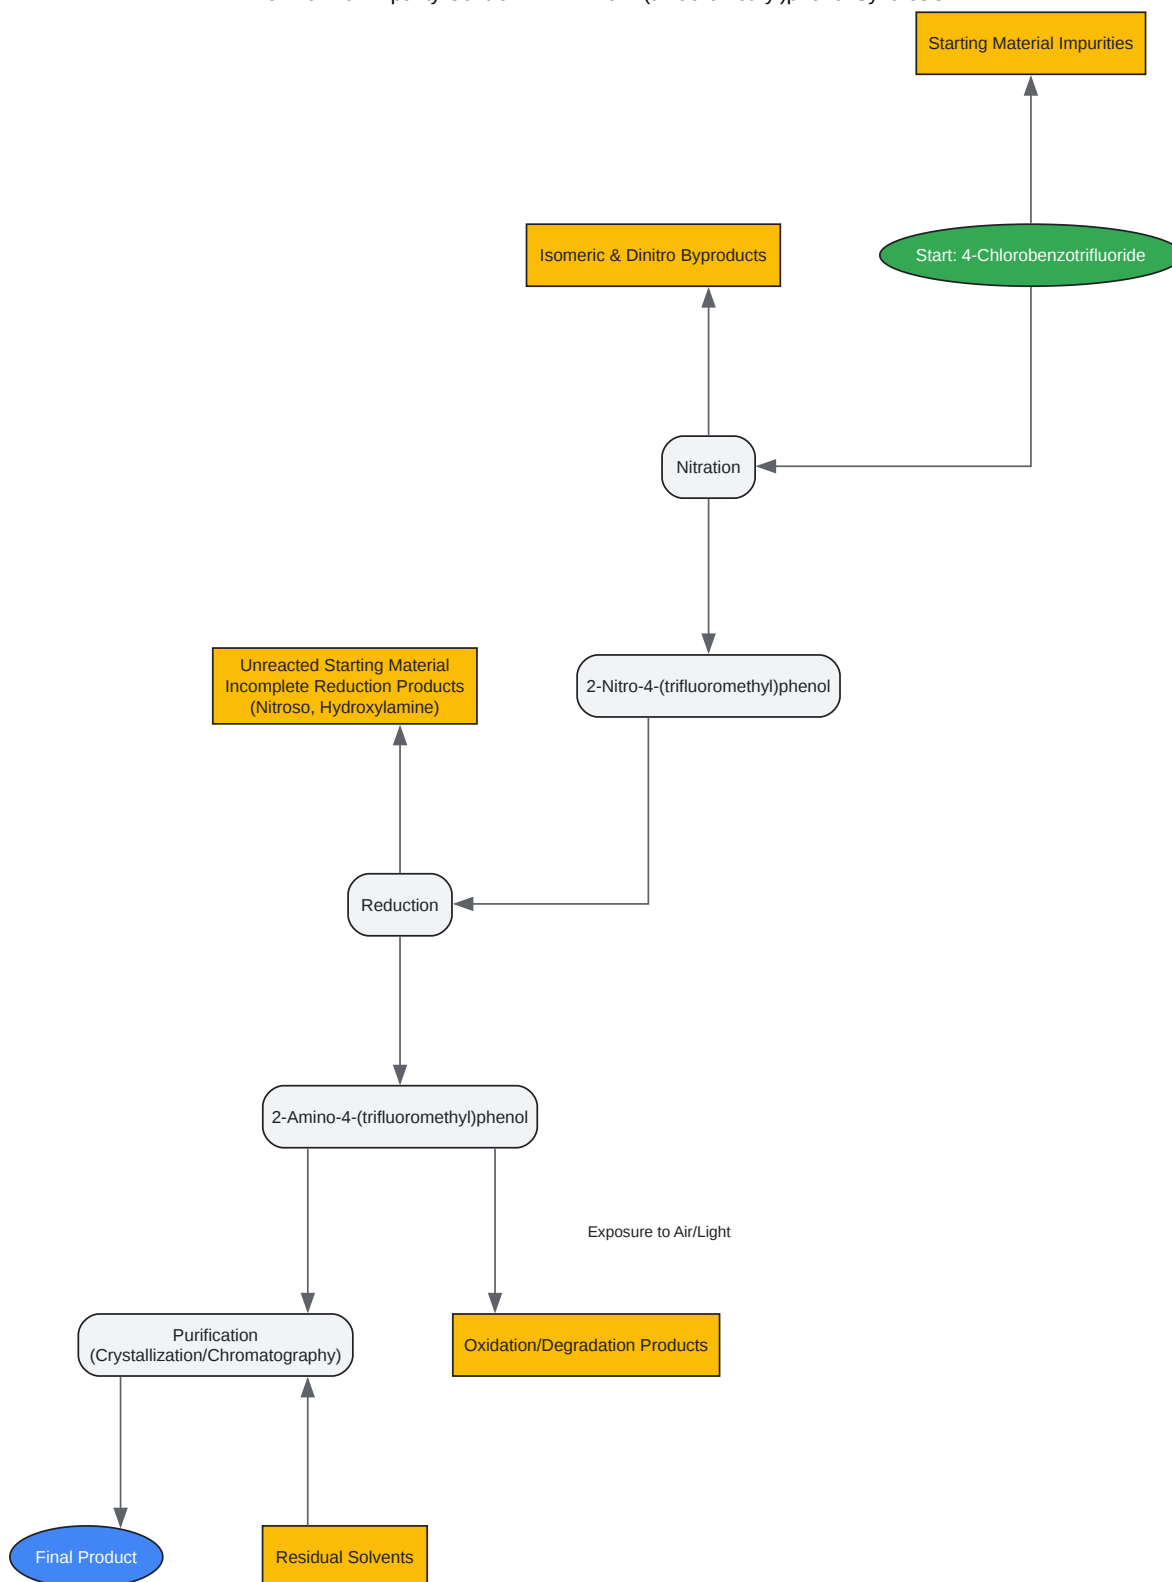 Starting Material Impurities
Isomeric & Dinitro Byproducts
Start: 4-Chlorobenzotrifluoride
Nitration
Unreacted Starting Material
Incomplete Reduction Products
(Nitroso, Hydroxylamine)
2-Nitro-4-(trifluoromethyl)phenol
Reduction
2-Amino-4-(trifluoromethyl)phenol
Exposure to Air/Light
Purification
(Crystallization/Chromatography)
Oxidation/Degradation Products
Final Product
Residual Solvents